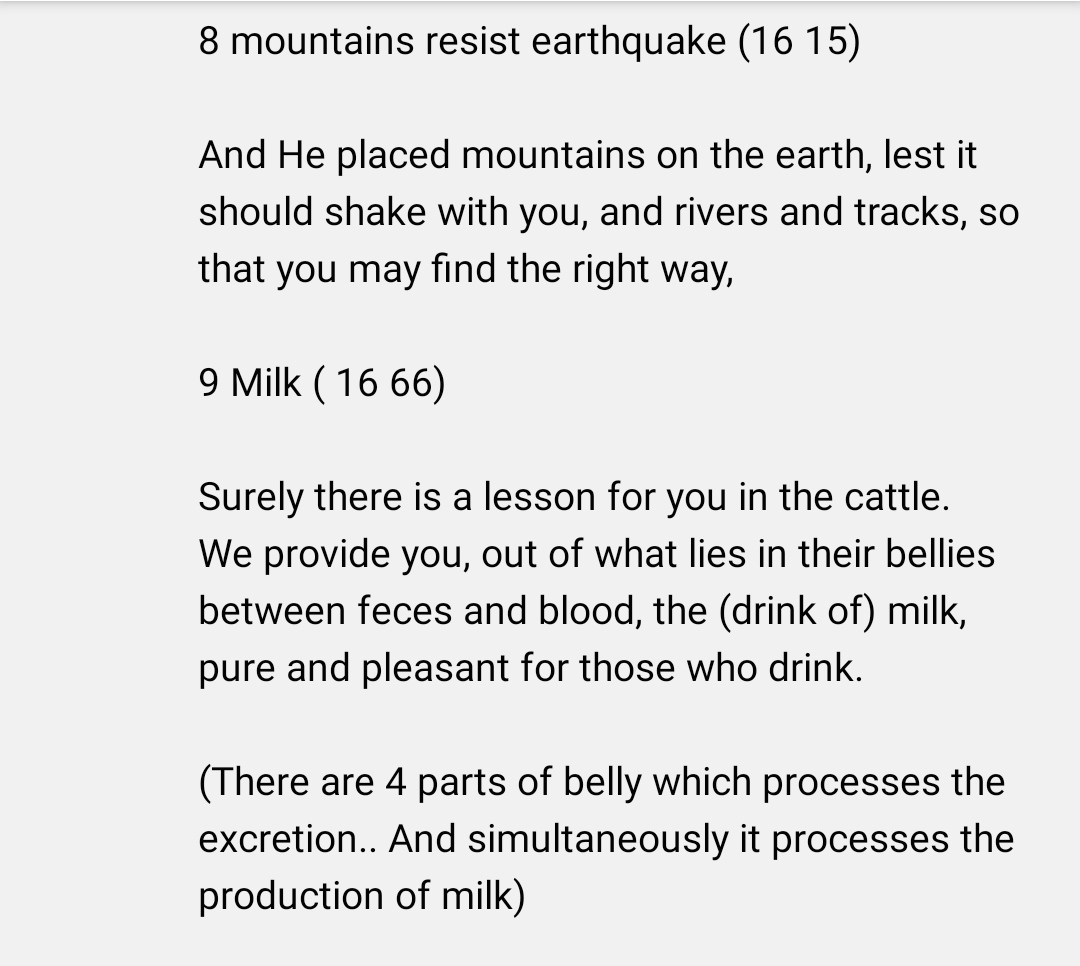 8 mountains resist earthquake (16 15)
And He placed mountains on the earth, lest it
should shake with you, and rivers and tracks, so
that you may find the right way,
9 Milk ( 16 66)
Surely there is a lesson for you in the cattle.
We provide you, out of what lies in their bellies
between feces and blood, the (drink of) milk,
pure and pleasant for those who drink.
(There are 4 parts of belly which processes the
excretion.. And simultaneously it processes the
production of milk)